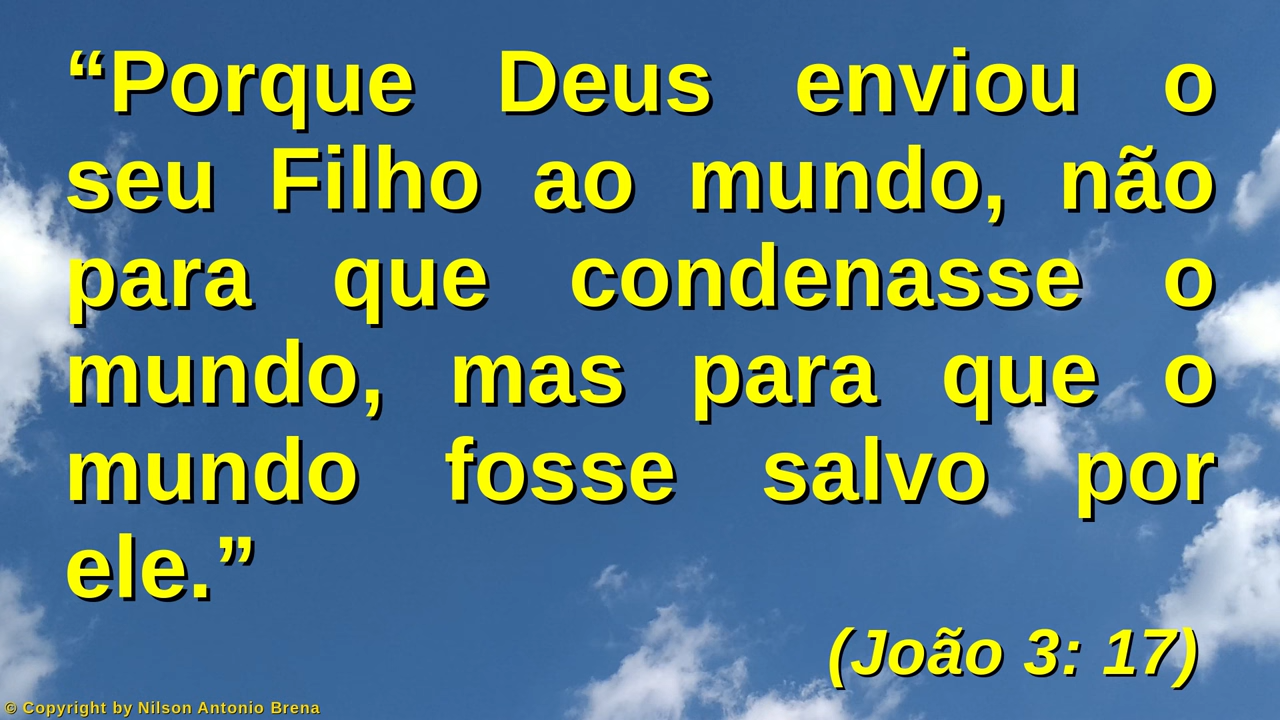 “Porque Deus enviou o
seu Filho ao mundo, não
para que condenasse o
mundo, mas para que o
mundo fosse salvo por
ele.”
(João 3: 17)
© Copyright by Nilson Antonio Brena